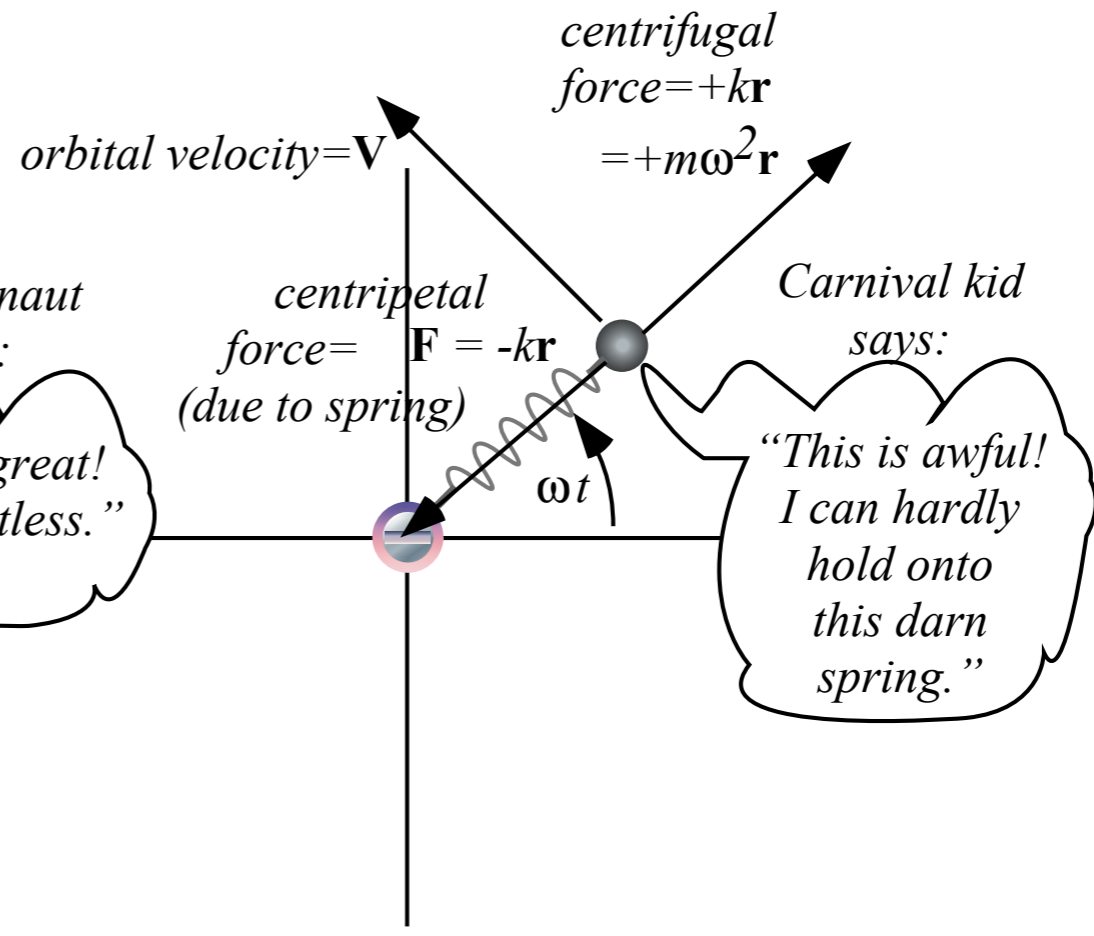 centrifugal
force=+kr
=+mω²r
orbital velocity=V
naut
:
great!
tless.”
centripetal
force= F = -kr
(due to spring)
ωt
Carnival kid
says:
“This is awful!
I can hardly
hold onto
this darn
spring.”